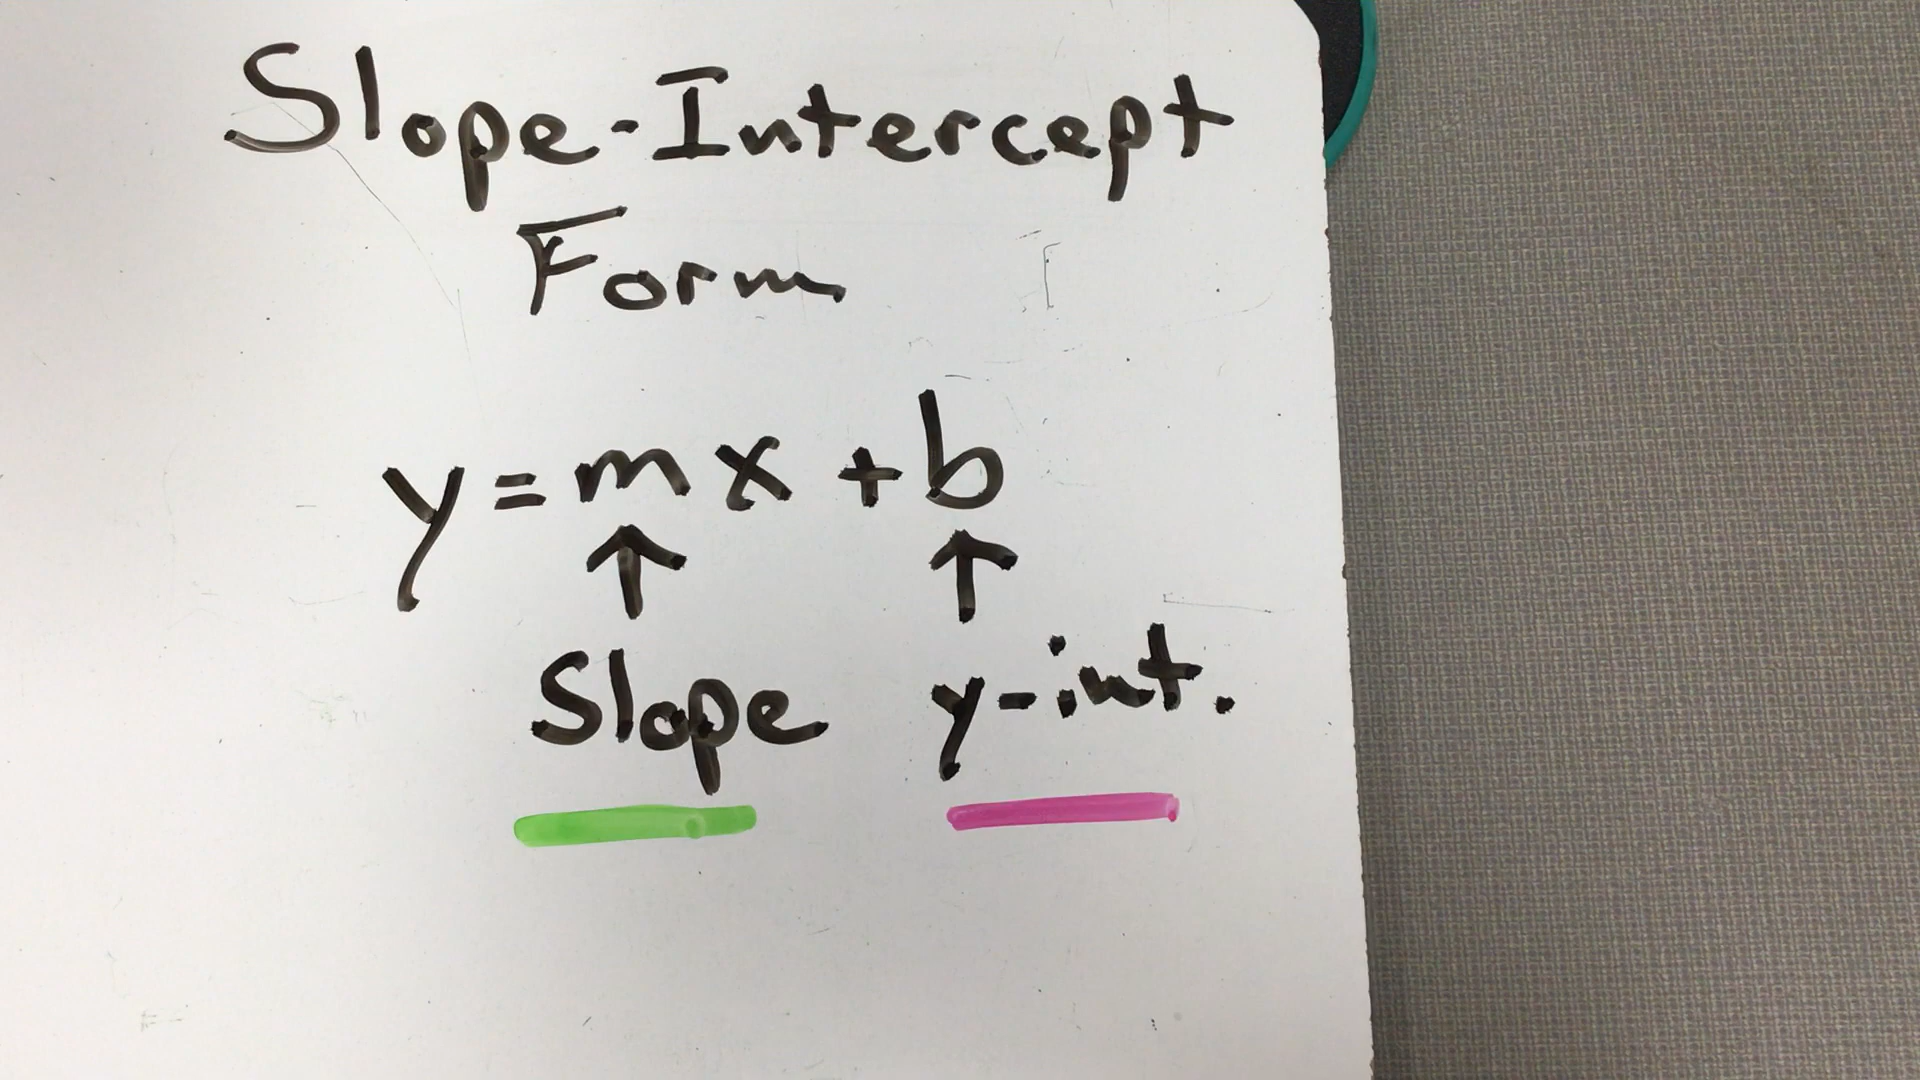 Slope-Intercept
Form
y = mx + b
↑ ↑
Slope y-int.